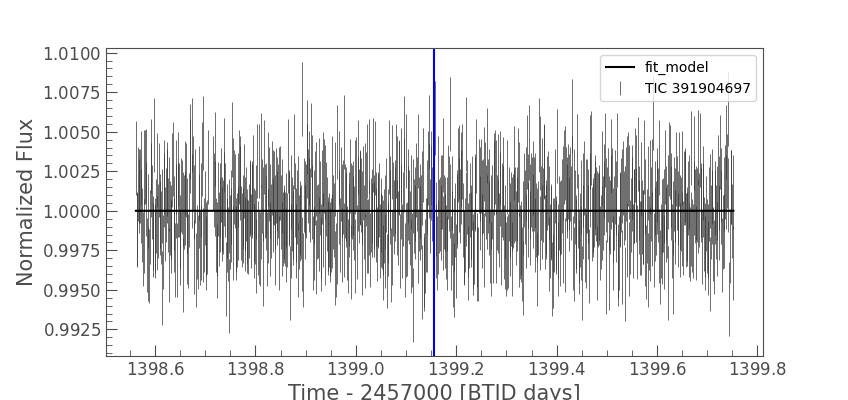 1.0100
1.0075
1.0050
1.0025
1.0000
0.9975
0.9950
0.9925
Normalized Flux
fit_model
TIC 391904697
1398.6 1398.8 1399.0 1399.2 1399.4 1399.6 1399.8
Time - 2457000 [BTJD days]